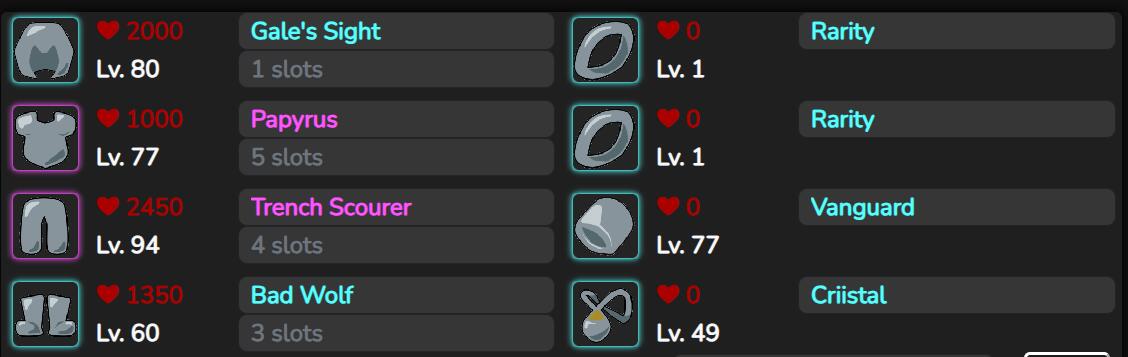 2000 Gale's Sight
Lv. 80 1 slots
0 Rarity
Lv. 1
1000 Papyrus
Lv. 77 5 slots
0 Rarity
Lv. 1
2450 Trench Scourer
Lv. 94 4 slots
0 Vanguard
Lv. 77
1350 Bad Wolf
Lv. 60 3 slots
0 Criistal
Lv. 49